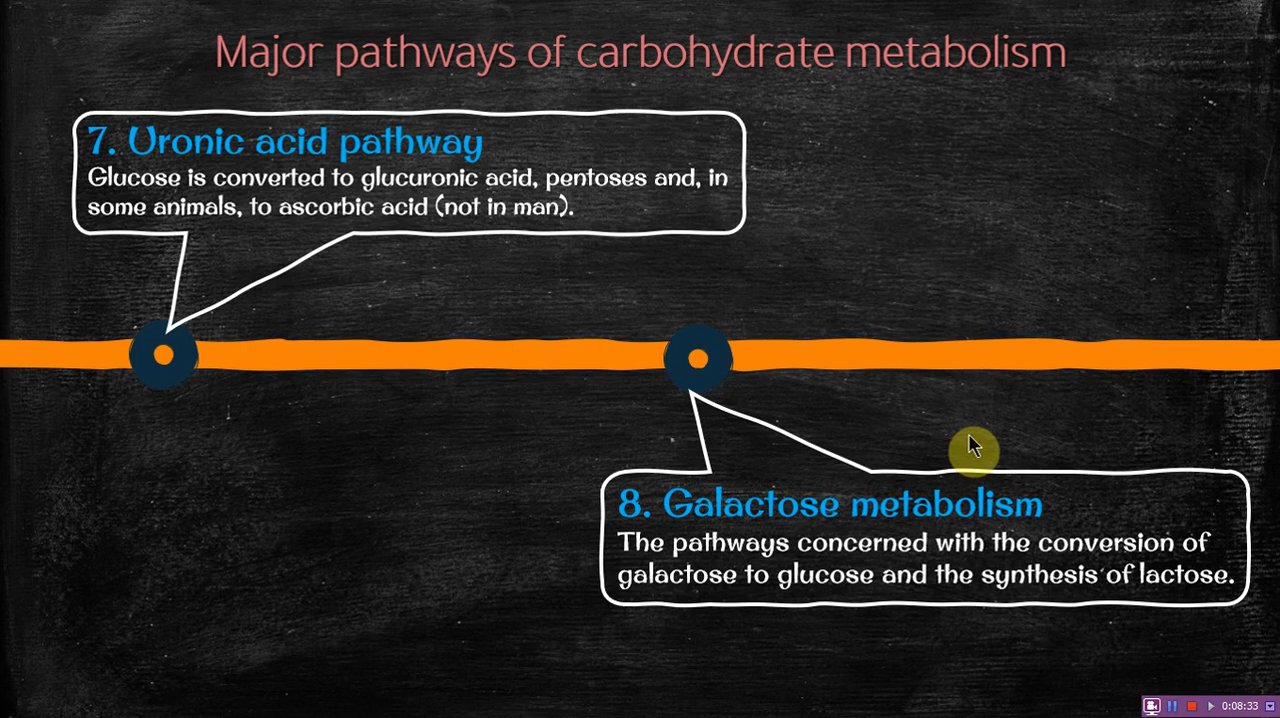 Major pathways of carbohydrate metabolism
7. Uronic acid pathway
Glucose is converted to glucuronic acid, pentoses and, in
some animals, to ascorbic acid (not in man).
8. Galactose metabolism
The pathways concerned with the conversion of
galactose to glucose and the synthesis of lactose.
0:08:33